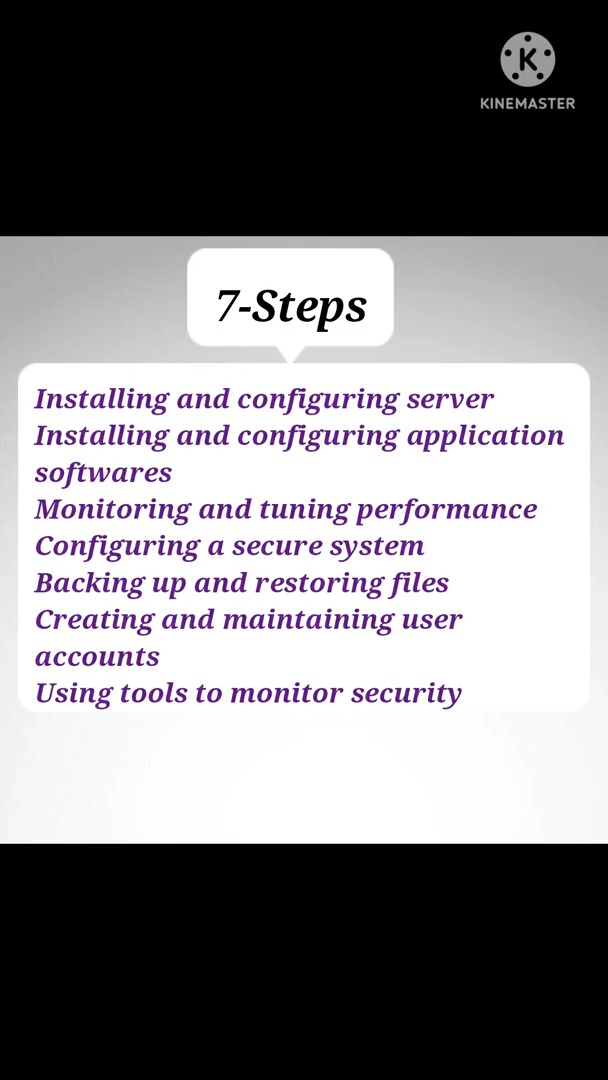 KINEMASTER
7-Steps
Installing and configuring server
Installing and configuring application
softwares
Monitoring and tuning performance
Configuring a secure system
Backing up and restoring files
Creating and maintaining user
accounts
Using tools to monitor security